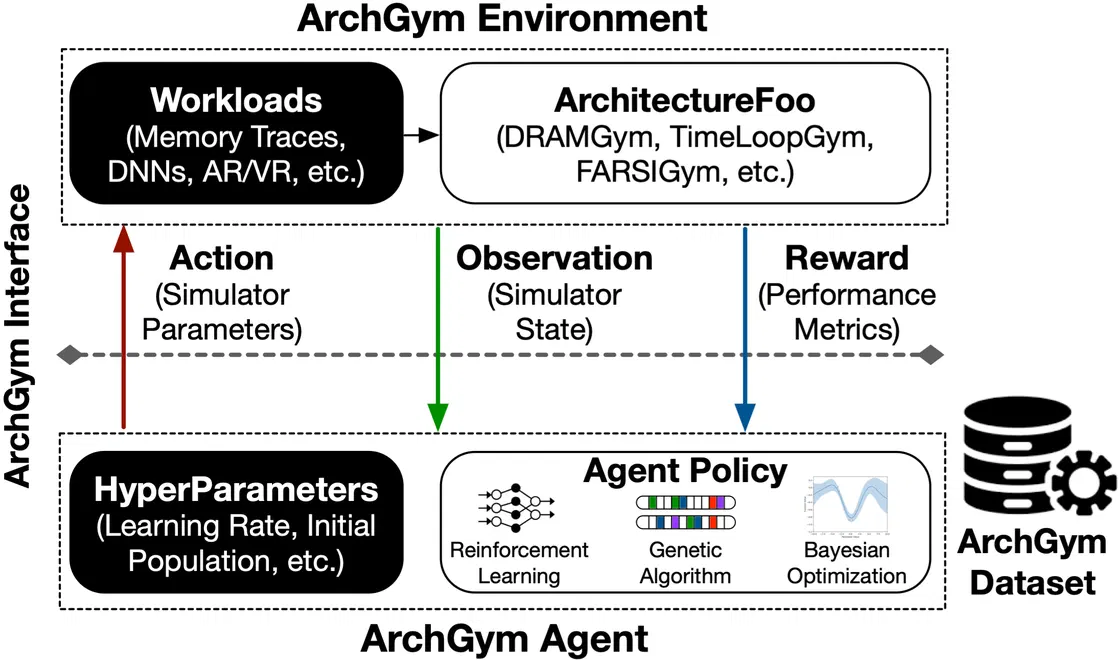 ArchGym Environment
Workloads
(Memory Traces,
DNNs, AR/VR, etc.)
ArchitectureFoo
(DRAMGym, TimeLoopGym,
FARSIGym, etc.)
ArchGym Interface
Action
(Simulator
Parameters)
Observation
(Simulator
State)
Reward
(Performance
Metrics)
HyperParameters
(Learning Rate, Initial
Population, etc.)
Agent Policy
Reinforcement
Learning
Genetic
Algorithm
Bayesian
Optimization
ArchGym
Dataset
ArchGym Agent